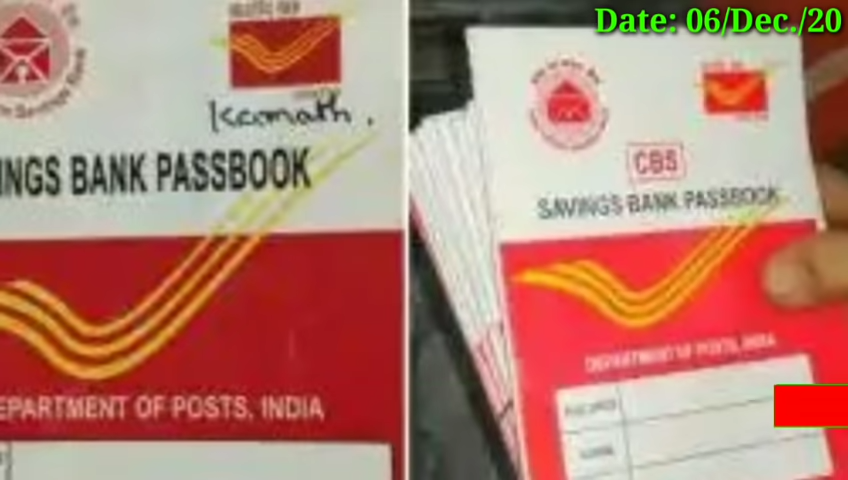 Date: 06/Dec./20
Kamath.
INGS BANK PASSBOOK
EPARTMENT OF POSTS, INDIA
CBS
SAVINGS BANK PASSBOOK
DEPARTMENT OF POSTS, INDIA